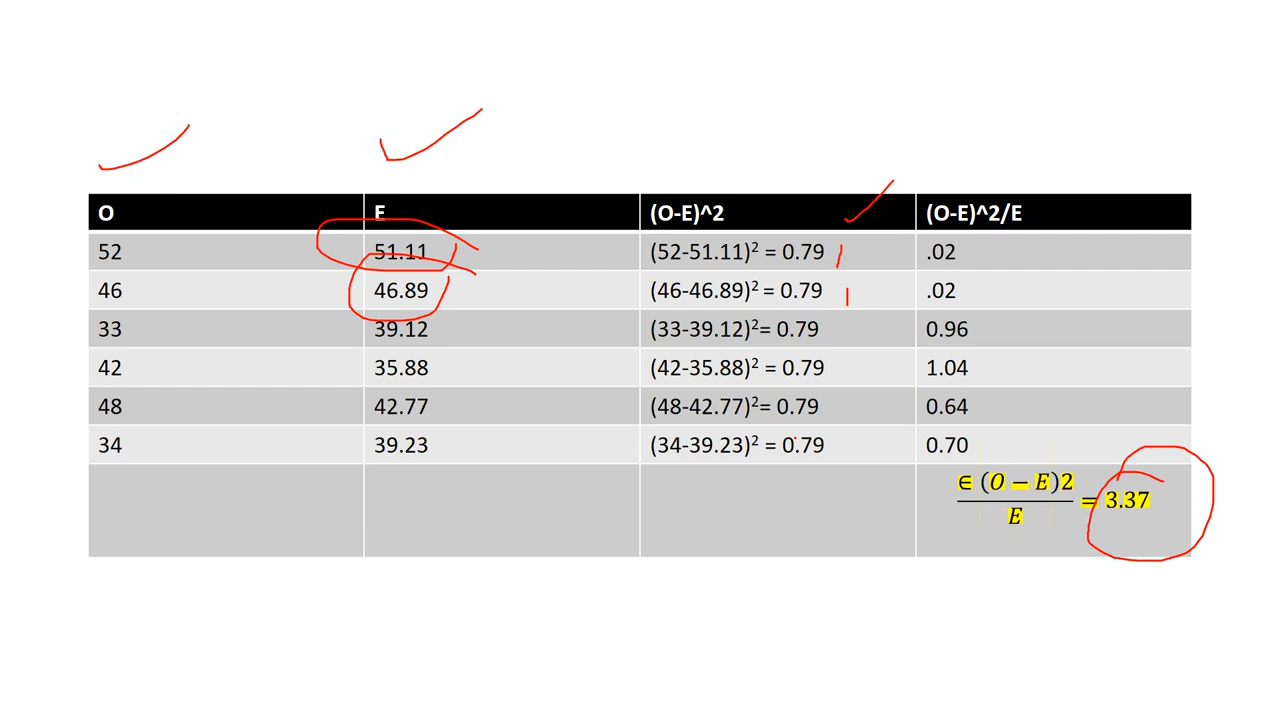 O E (O-E)^2 (O-E)^2/E
52 51.11 (52-51.11)² = 0.79 .02
46 46.89 (46-46.89)² = 0.79 .02
33 39.12 (33-39.12)²= 0.79 0.96
42 35.88 (42-35.88)² = 0.79 1.04
48 42.77 (48-42.77)²= 0.79 0.64
34 39.23 (34-39.23)² = 0.79 0.70
∈ (O − E)2
E
= 3.37